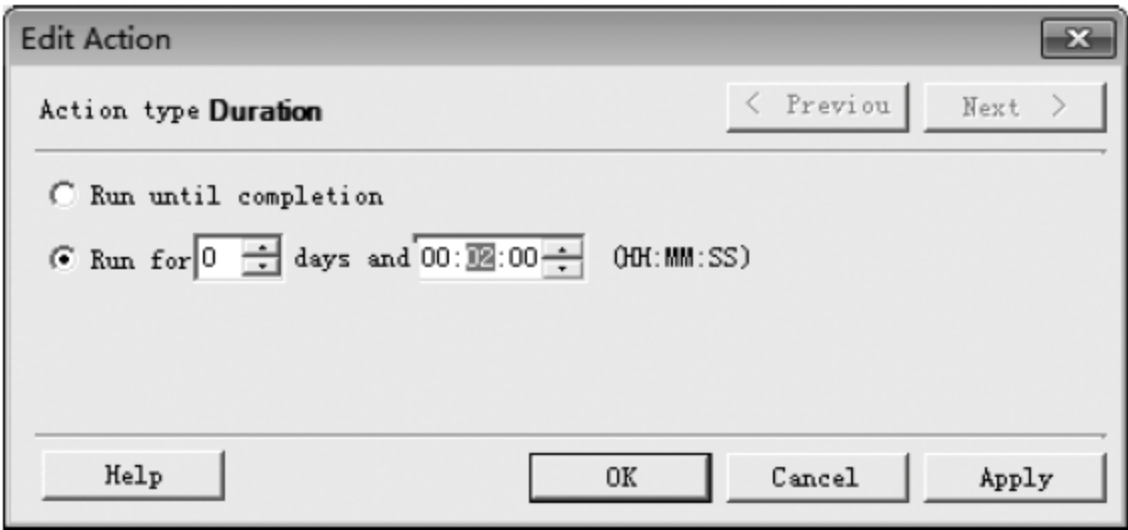 Edit Action
Action type Duration
< Previou
Next >
Run until completion
Run for 0 days and 00:02:00 (HH:MM:SS)
Help
OK
Cancel
Apply